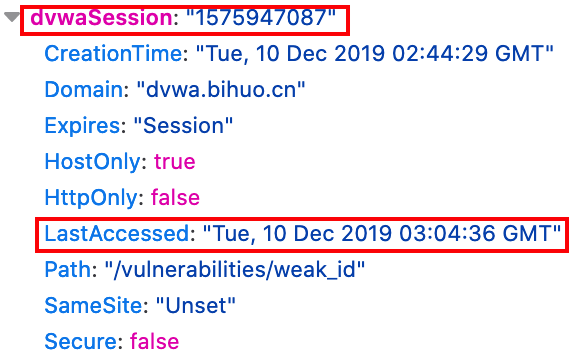 dvwaSession: "1575947087"
CreationTime: "Tue, 10 Dec 2019 02:44:29 GMT"
Domain: "dvwa.bihuo.cn"
Expires: "Session"
HostOnly: true
HttpOnly: false
LastAccessed: "Tue, 10 Dec 2019 03:04:36 GMT"
Path: "/vulnerabilities/weak_id"
SameSite: "Unset"
Secure: false